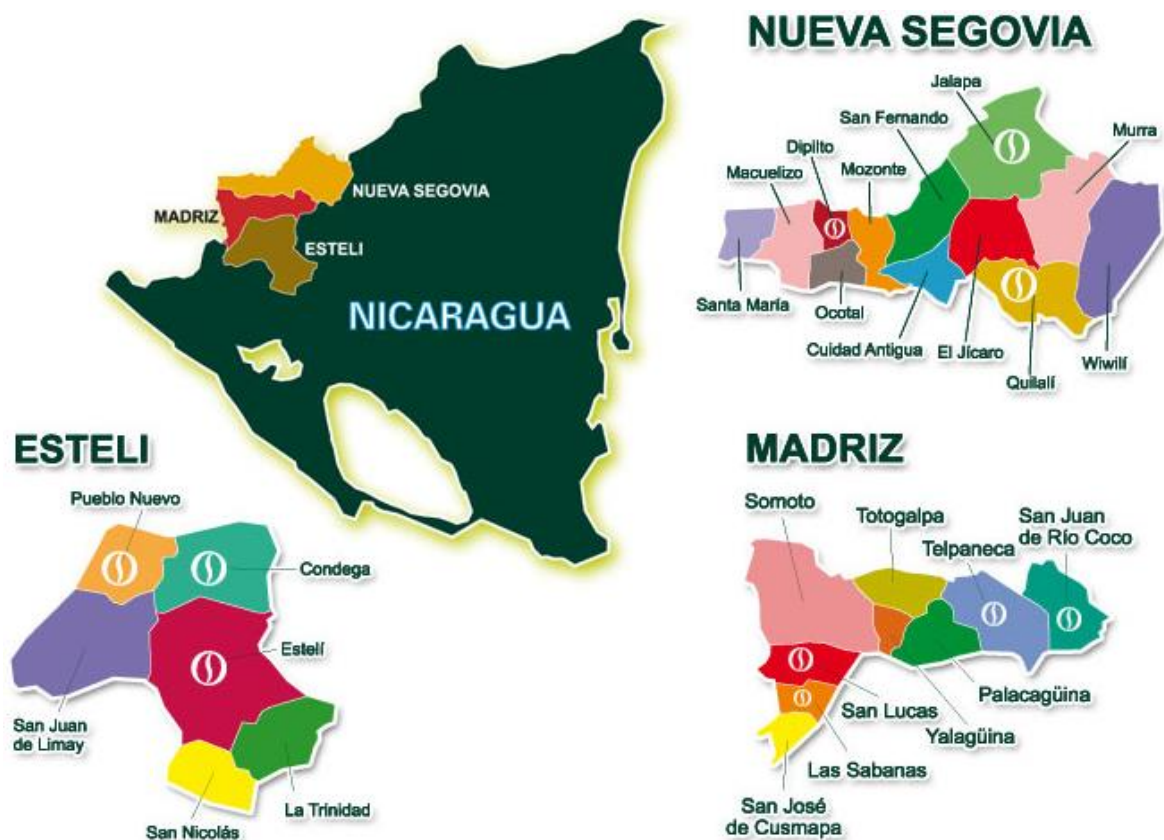 NUEVA SEGOVIA
Jalapa
San Fernando
Murra
Dipilto
Macuelizo
Mozonte
Santa María
Ocotal
Cuidad Antigua
El Jícaro
Quilalí
Wiwilí
NUEVA SEGOVIA
MADRIZ
ESTELI
NICARAGUA
ESTELI
Pueblo Nuevo
Condega
Estelí
San Juan
de Limay
La Trinidad
San Nicolás
MADRIZ
Somoto
Totogalpa
San Juan
de Río Coco
Telpaneca
Palacagüina
San Lucas
Yalagüina
Las Sabanas
San José
de Cusmapa